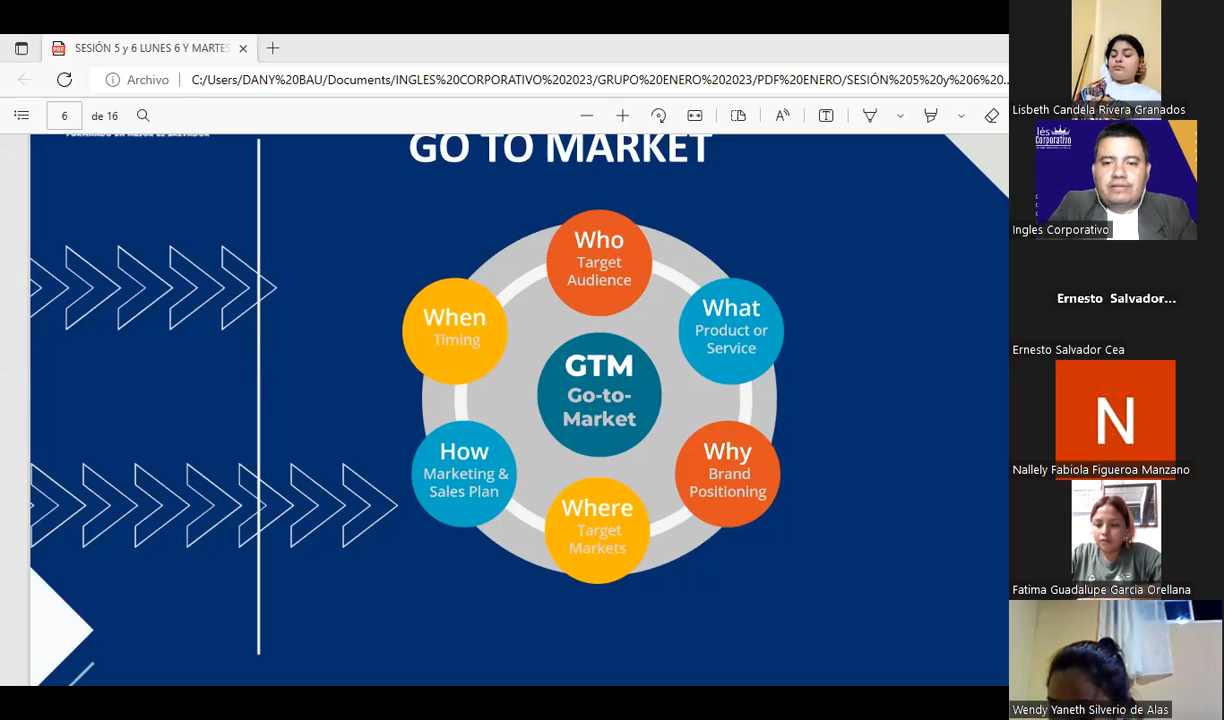 SESIÓN 5 y 6 LUNES 6 Y MARTES
Archivo
C:/Users/DANY%20BAU/Documents/INGLES%20CORPORATIVO%202023/GRUPO%20ENERO%202023/PDF%20ENERO/SESIÓN%205%20y%206%20...
6 de 16
GO TO MARKET
Who
Target
Audience
What
Product or
Service
Why
Brand
Positioning
Where
Target
Markets
How
Marketing &
Sales Plan
When
Timing
GTM
Go-to-
Market
Lisbeth Candela Rivera Granados
lés
Corporativo
Ingles Corporativo
Ernesto Salvador...
Ernesto Salvador Cea
N
Nallely Fabiola Figueroa Manzano
Fatima Guadalupe Garcia Orellana
Wendy Yaneth Silverio de Alas